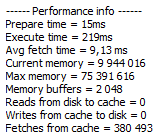 ------ Performance info ------
Prepare time = 15ms
Execute time = 219ms
Avg fetch time = 9,13 ms
Current memory = 9 944 016
Max memory = 75 391 616
Memory buffers = 2 048
Reads from disk to cache = 0
Writes from cache to disk = 0
Fetches from cache = 380 493